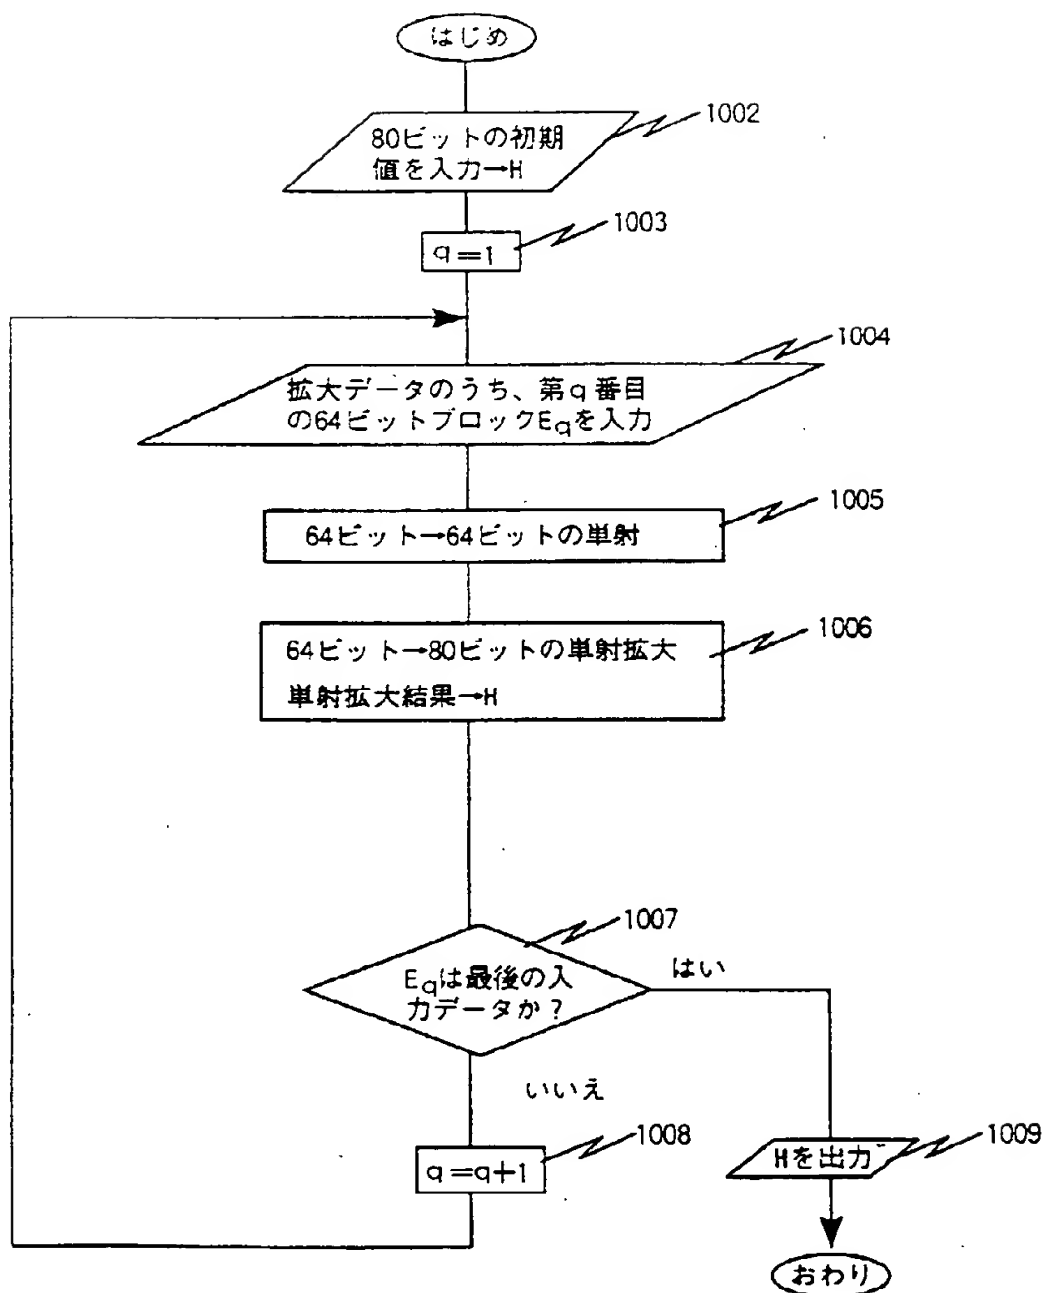 はじめ
1002
80ビットの初期
値を入力→H
1003
q=1
1004
拡大データのうち、第q番目
の64ビットブロックEqを入力
1005
64ビット→64ビットの単射
1006
64ビット→80ビットの単射拡大
単射拡大結果→H
1007
Eqは最後の入
力データか？
はい
いいえ
1008
q=q+1
1009
Hを出力
おわり